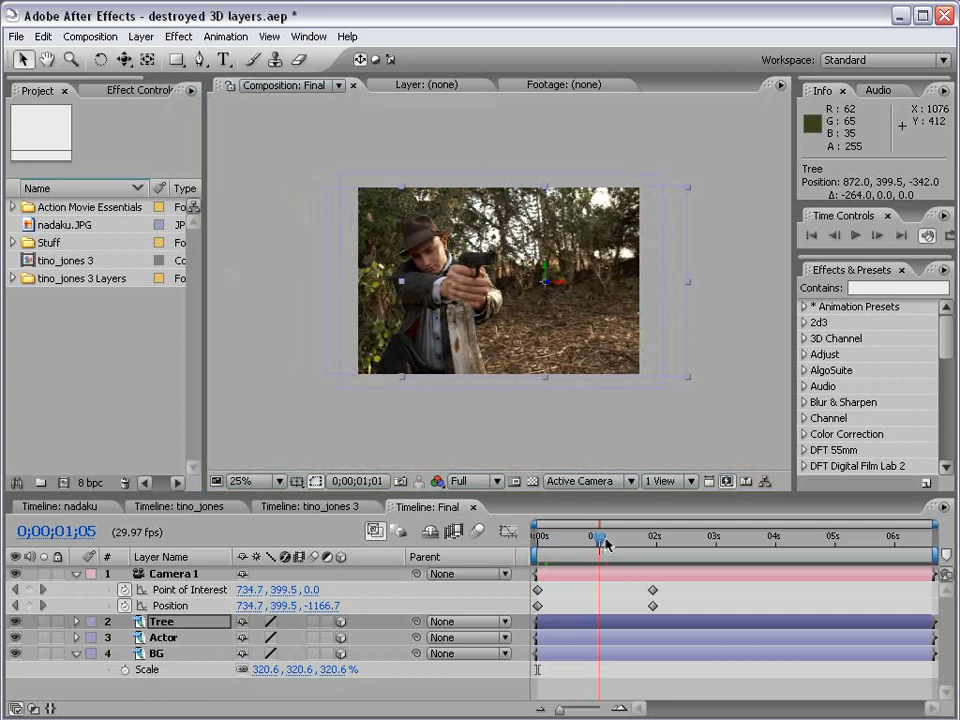 Adobe After Effects - destroyed 3D layers.aep *
File Edit Composition Layer Effect Animation View Window Help
Workspace: Standard
Project Effect Control
Composition: Final Layer: (none) Footage: (none)
Info Audio
R : 62
G : 65
B : 35
A : 255
X : 1076
Y : 412
Tree
Position: 872.0, 399.5, -342.0
Δ: -264.0, 0.0, 0.0
Name Type
Action Movie Essentials Fo
nadaku.JPG JP
Stuff Fo
tino_jones 3 Co
tino_jones 3 Layers Fo
Time Controls
Effects & Presets
Contains:
* Animation Presets
2d3
3D Channel
Adjust
AlgoSuite
Audio
Blur & Sharpen
Channel
Color Correction
DFT 55mm
DFT Digital Film Lab 2
8 bpc
25% 0;00;01;01 Full Active Camera 1 View
Timeline: nadaku Timeline: tino_jones Timeline: tino_jones 3 Timeline: Final
0;00;01;05 (29.97 fps)
:00s 02s 03s 04s 05s 06s
# Layer Name Parent
1 Camera 1 None
Point of Interest 734.7, 399.5, 0.0
Position 734.7, 399.5, -1166.7
2 Tree None
3 Actor None
4 BG None
Scale 320.6, 320.6, 320.6 %